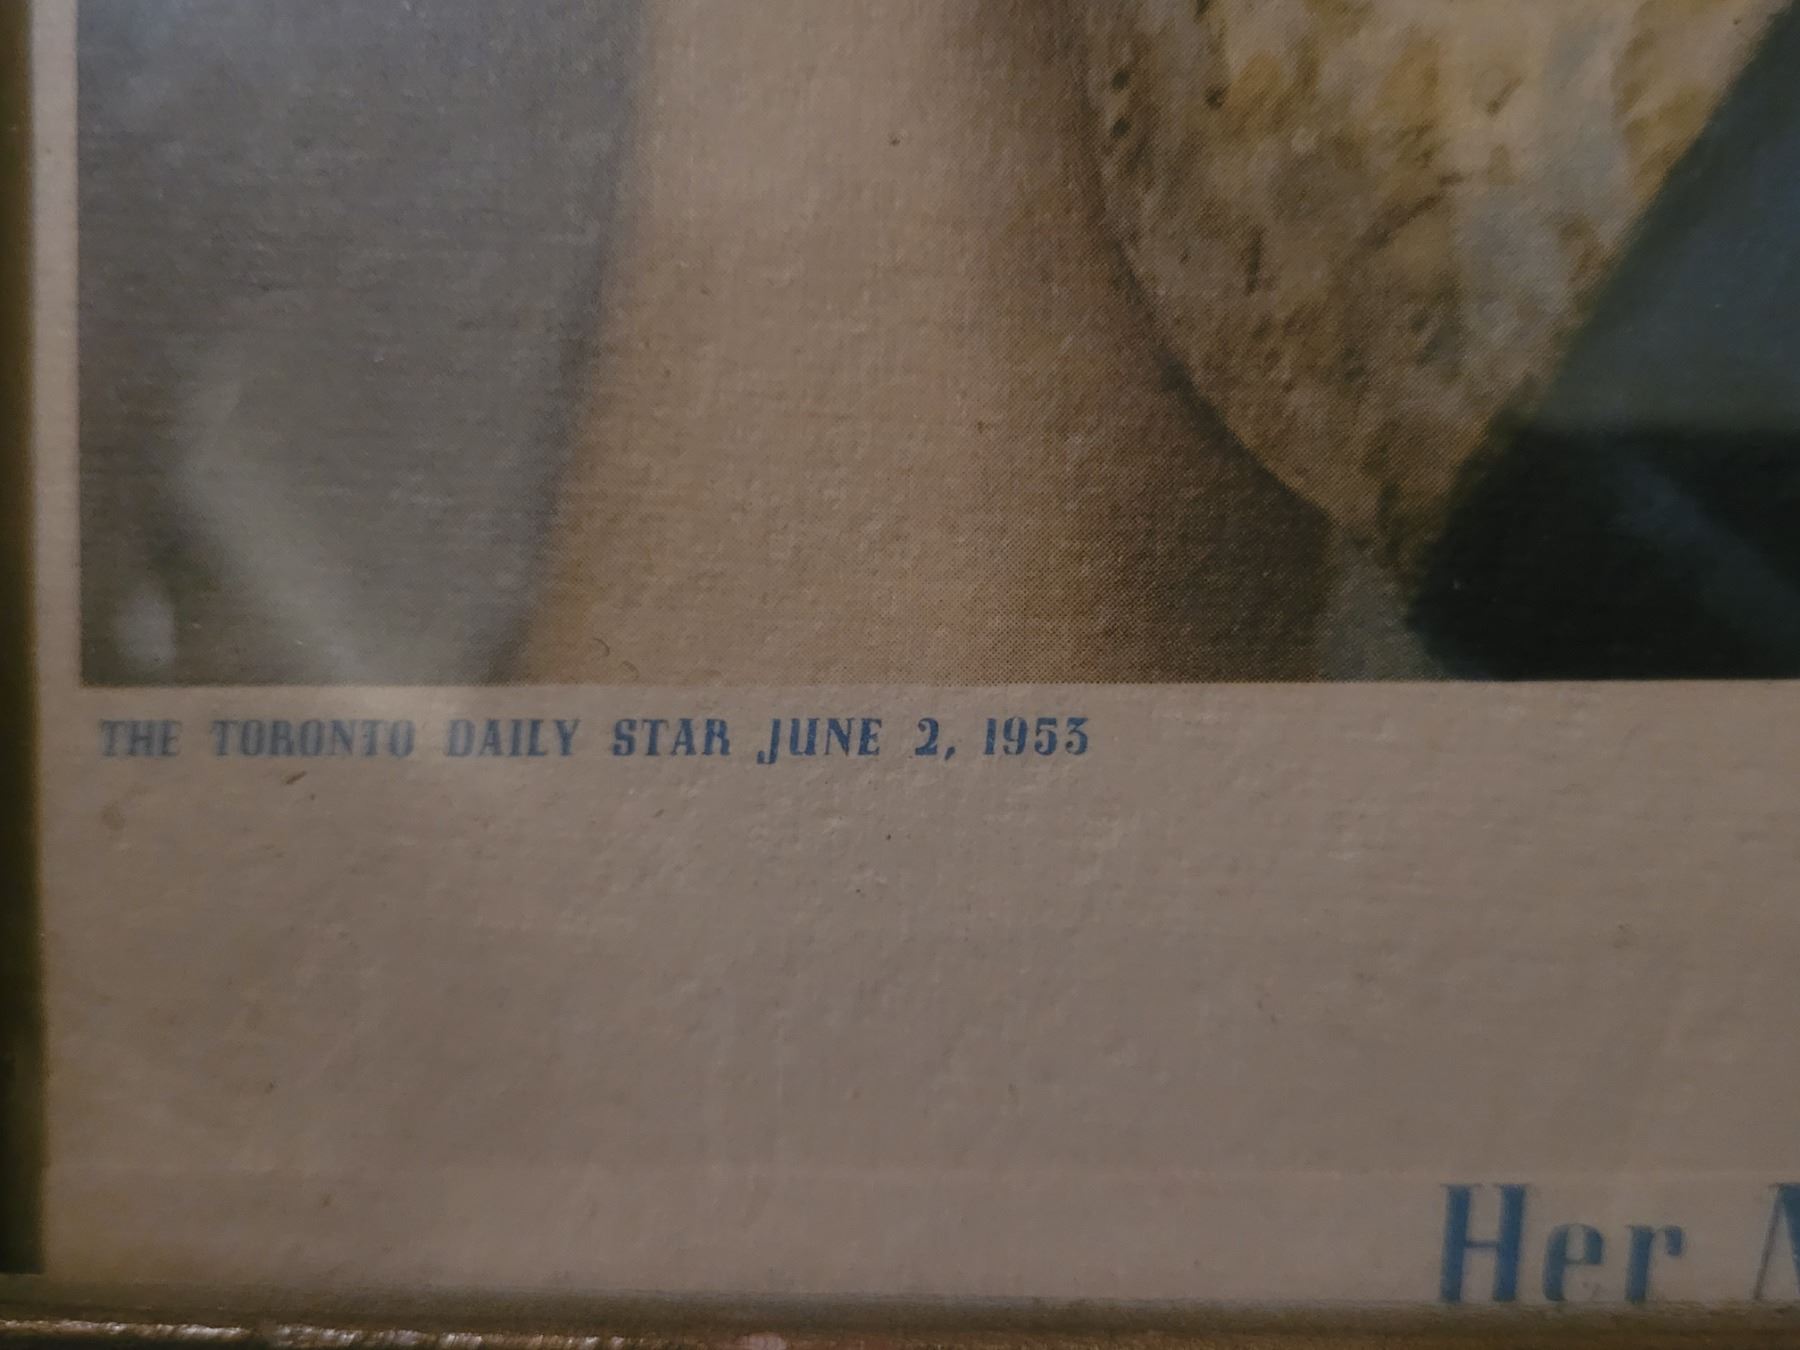 THE TORONTO DAILY STAR JUNE 2, 1953
Her